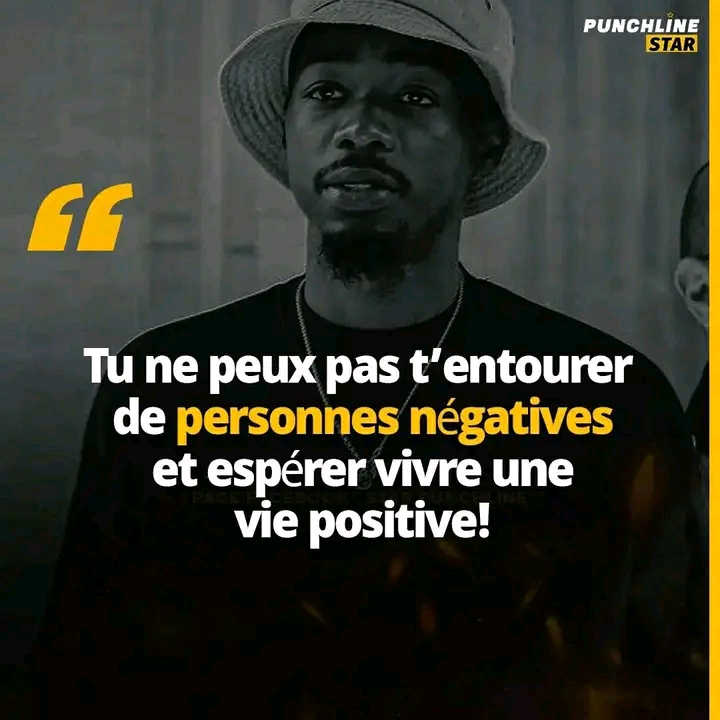 PUNCHLINE
STAR
“
Tu ne peux pas t’entourer
de personnes négatives
et espérer vivre une
vie positive!